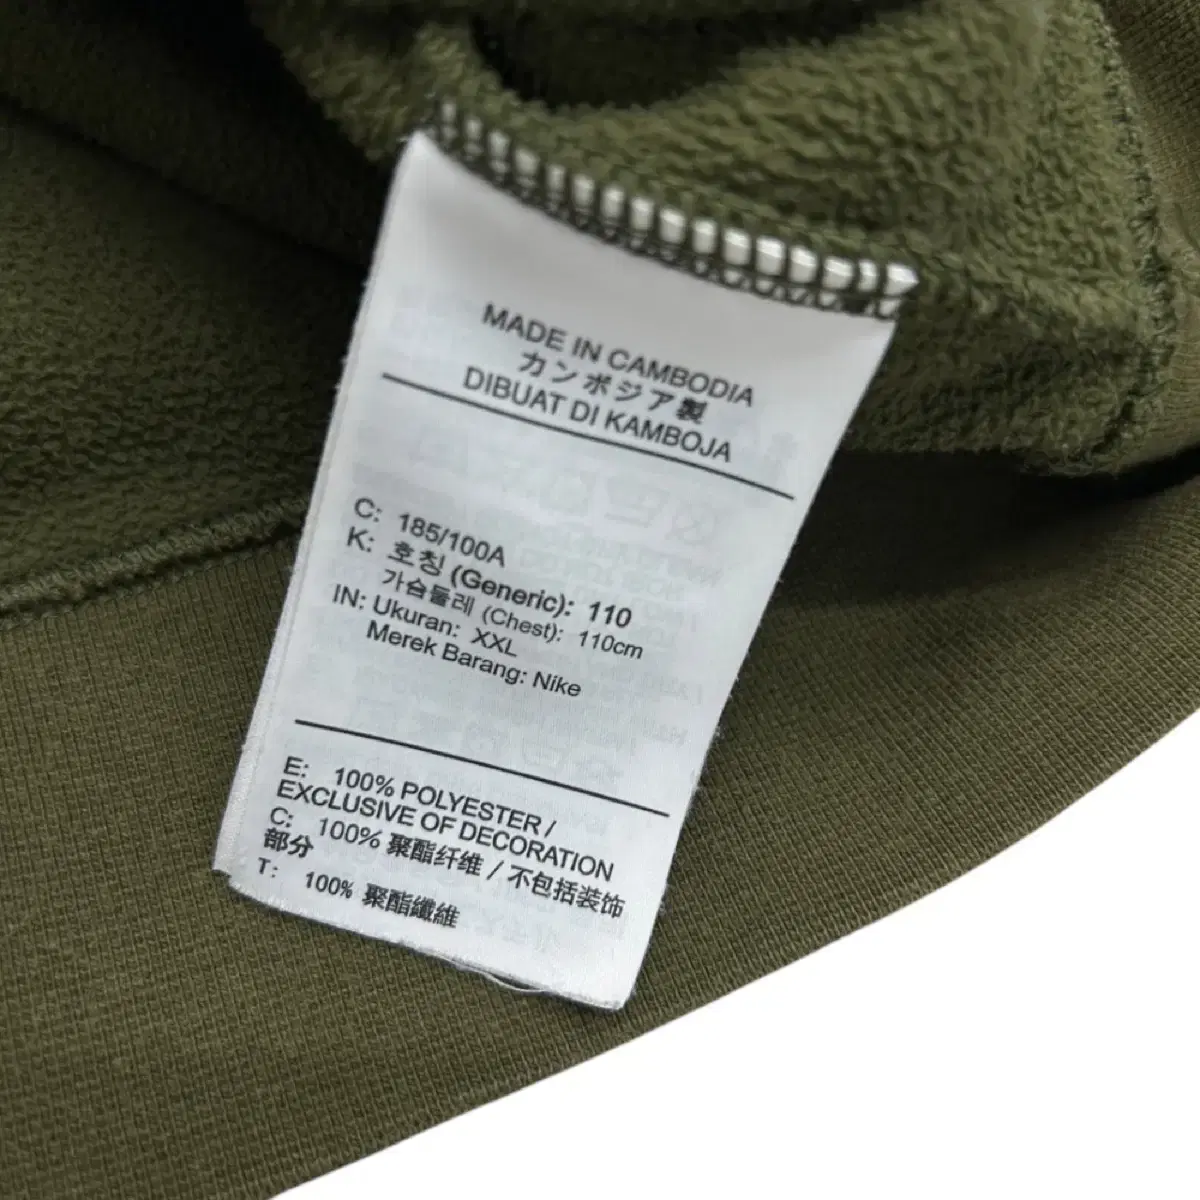 MADE IN CAMBODIA
カンボジア製
DIBUAT DI KAMBOJA
C: 185/100A
K: 호칭 (Generic): 110
가슴둘레 (Chest): 110cm
IN: Ukuran: XXL
Merek Barang: Nike
E: 100% POLYESTER /
EXCLUSIVE OF DECORATION
C: 100% 聚酯纤维 / 不包括装饰
部分
T: 100% 聚酯纖維